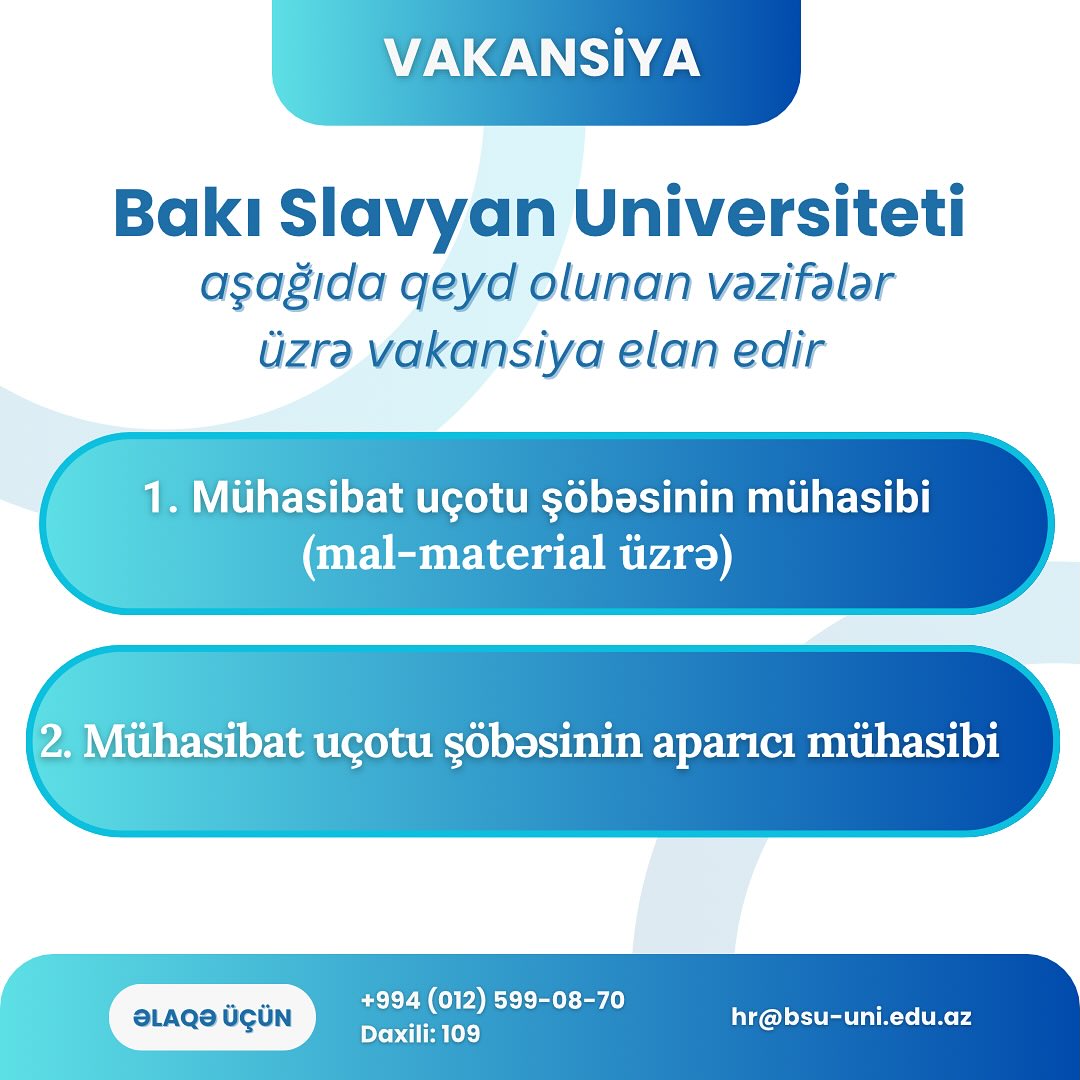 VAKANSİYA
Bakı Slavyan Universiteti
aşağıda qeyd olunan vəzifələr
üzrə vakansiya elan edir
1. Mühasibat uçotu şöbəsinin mühasibi
(mal-material üzrə)
2. Mühasibat uçotu şöbəsinin aparıcı mühasibi
ƏLAQƏ ÜÇÜN
+994 (012) 599-08-70
Daxili: 109
hr@bsu-uni.edu.az